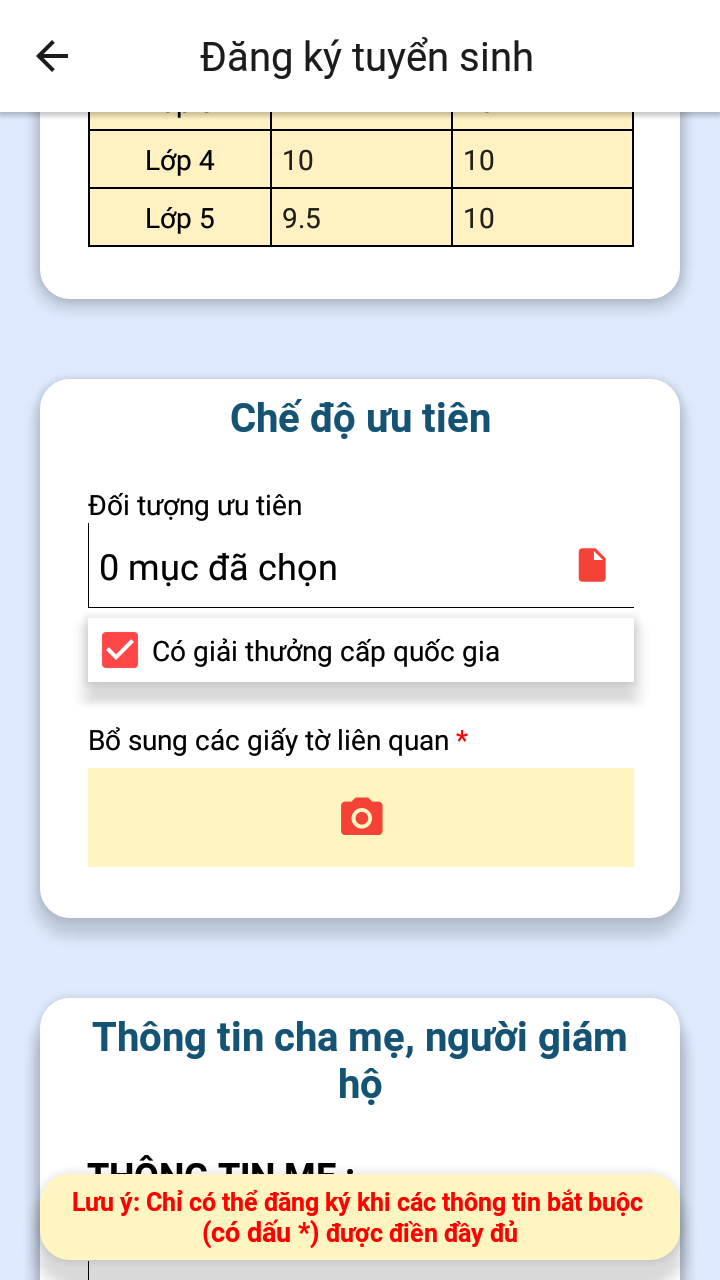 Đăng ký tuyển sinh
Lớp 4 10 10
Lớp 5 9.5 10
Chế độ ưu tiên
Đối tượng ưu tiên
0 mục đã chọn
Có giải thưởng cấp quốc gia
Bổ sung các giấy tờ liên quan *
Thông tin cha mẹ, người giám
hộ
THÔNG TIN MẸ :
Lưu ý: Chỉ có thể đăng ký khi các thông tin bắt buộc
(có dấu *) được điền đầy đủ